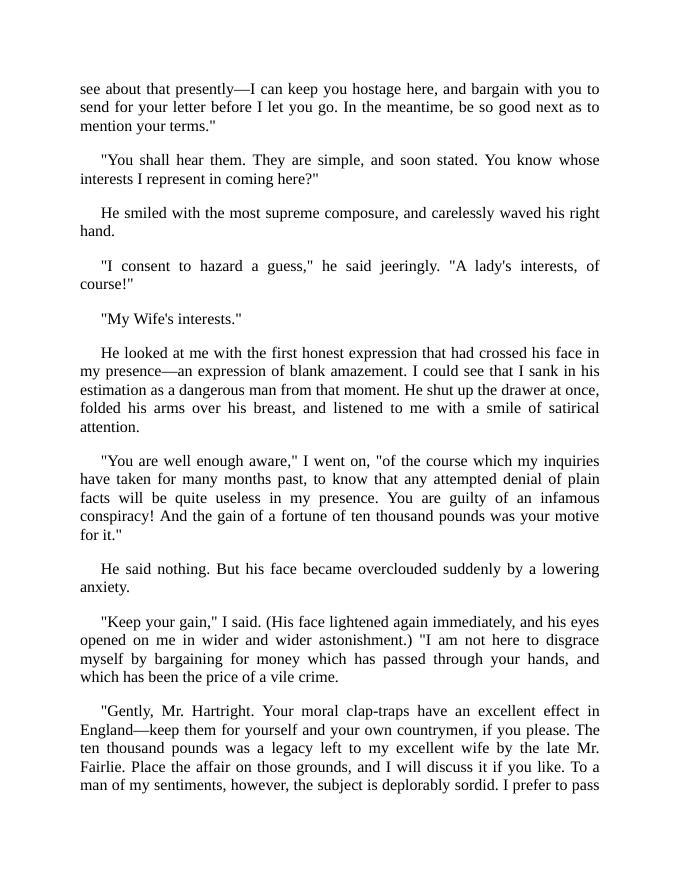 see about that presently—I can keep you hostage here, and bargain with you to
send for your letter before I let you go. In the meantime, be so good next as to
mention your terms."
"You shall hear them. They are simple, and soon stated. You know whose
interests I represent in coming here?"
He smiled with the most supreme composure, and carelessly waved his right
hand.
"I consent to hazard a guess," he said jeeringly. "A lady's interests, of
course!"
"My Wife's interests."
He looked at me with the first honest expression that had crossed his face in
my presence—an expression of blank amazement. I could see that I sank in his
estimation as a dangerous man from that moment. He shut up the drawer at once,
folded his arms over his breast, and listened to me with a smile of satirical
attention.
"You are well enough aware," I went on, "of the course which my inquiries
have taken for many months past, to know that any attempted denial of plain
facts will be quite useless in my presence. You are guilty of an infamous
conspiracy! And the gain of a fortune of ten thousand pounds was your motive
for it."
He said nothing. But his face became overclouded suddenly by a lowering
anxiety.
"Keep your gain," I said. (His face lightened again immediately, and his eyes
opened on me in wider and wider astonishment.) "I am not here to disgrace
myself by bargaining for money which has passed through your hands, and
which has been the price of a vile crime.
"Gently, Mr. Hartright. Your moral clap-traps have an excellent effect in
England—keep them for yourself and your own countrymen, if you please. The
ten thousand pounds was a legacy left to my excellent wife by the late Mr.
Fairlie. Place the affair on those grounds, and I will discuss it if you like. To a
man of my sentiments, however, the subject is deplorably sordid. I prefer to pass